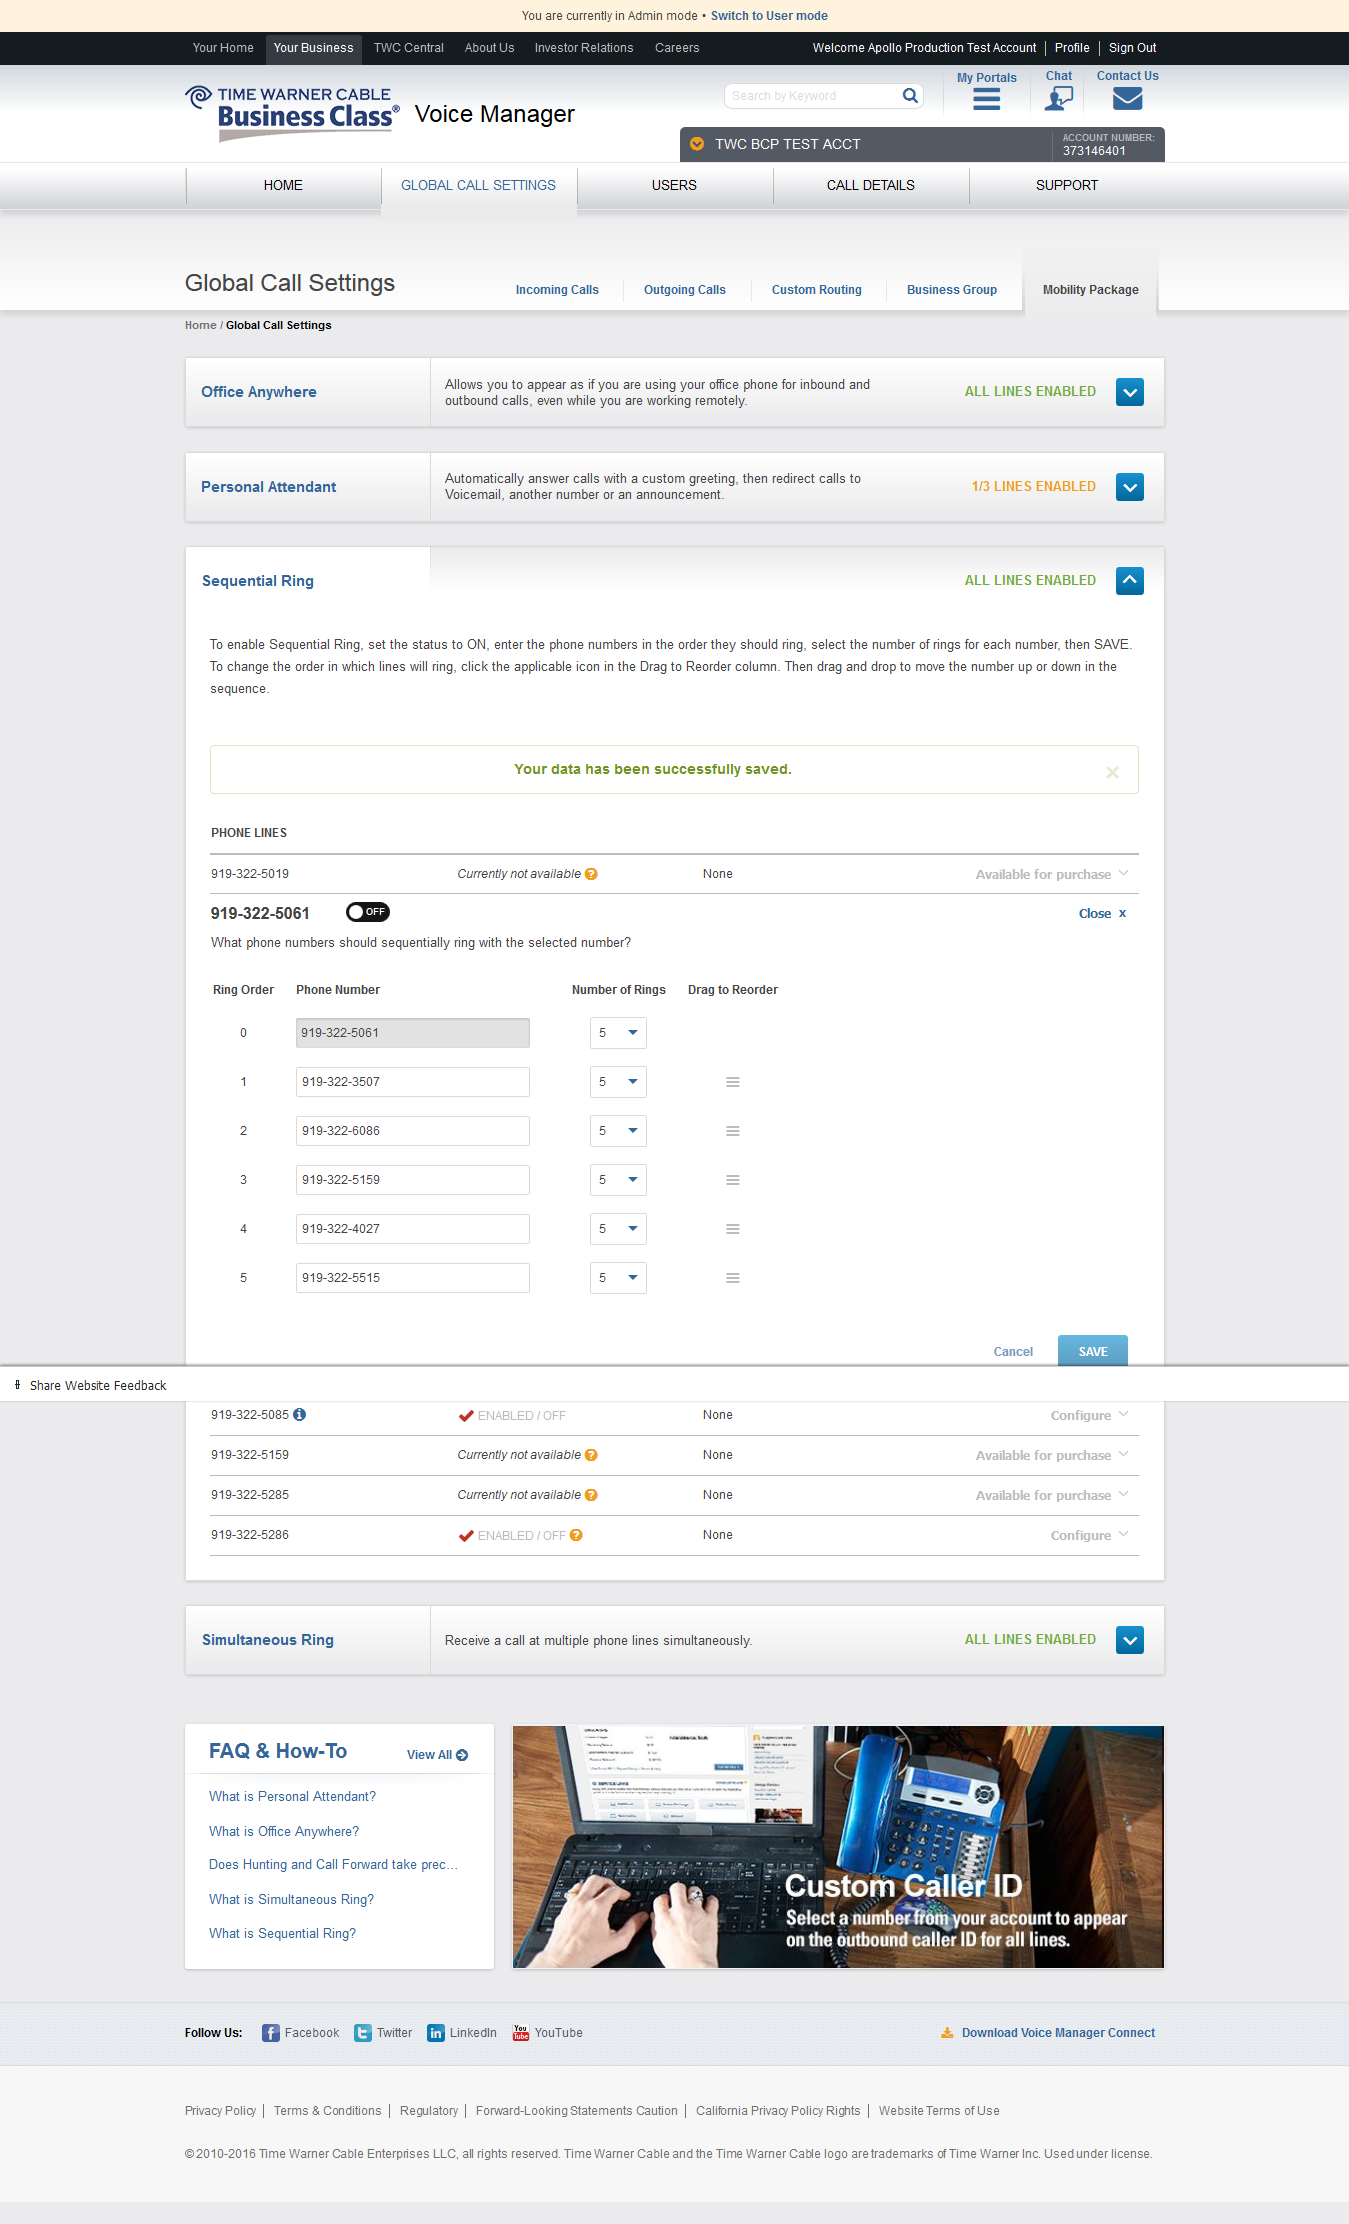 You are currently in Admin mode • Switch to User mode
Your Home Your Business TWC Central About Us Investor Relations Careers Welcome Apollo Production Test Account Profile Sign Out
TIME WARNER CABLE
Business Class®
Voice Manager
Search by Keyword
My Portals Chat Contact Us
TWC BCP TEST ACCT
ACCOUNT NUMBER:
373146401
HOME GLOBAL CALL SETTINGS USERS CALL DETAILS SUPPORT
Global Call Settings
Incoming Calls Outgoing Calls Custom Routing Business Group Mobility Package
Home / Global Call Settings
Office Anywhere
Allows you to appear as if you are using your office phone for inbound and
outbound calls, even while you are working remotely.
ALL LINES ENABLED
Personal Attendant
Automatically answer calls with a custom greeting, then redirect calls to
Voicemail, another number or an announcement.
1/3 LINES ENABLED
Sequential Ring
ALL LINES ENABLED
To enable Sequential Ring, set the status to ON, enter the phone numbers in the order they should ring, select the number of rings for each number, then SAVE.
To change the order in which lines will ring, click the applicable icon in the Drag to Reorder column. Then drag and drop to move the number up or down in the
sequence.
Your data has been successfully saved. ×
PHONE LINES
919-322-5019 Currently not available ? None Available for purchase
919-322-5061 OFF Close x
What phone numbers should sequentially ring with the selected number?
Ring Order Phone Number Number of Rings Drag to Reorder
0 919-322-5061 5
1 919-322-3507 5
2 919-322-6086 5
3 919-322-5159 5
4 919-322-4027 5
5 919-322-5515 5
Cancel SAVE
Share Website Feedback
919-322-5085 ENABLED / OFF None Configure
919-322-5159 Currently not available ? None Available for purchase
919-322-5285 Currently not available ? None Available for purchase
919-322-5286 ENABLED / OFF ? None Configure
Simultaneous Ring
Receive a call at multiple phone lines simultaneously.
ALL LINES ENABLED
FAQ & How-To View All
What is Personal Attendant?
What is Office Anywhere?
Does Hunting and Call Forward take prec...
What is Simultaneous Ring?
What is Sequential Ring?
Custom Caller ID
Select a number from your account to appear
on the outbound caller ID for all lines.
Follow Us: Facebook Twitter LinkedIn You Tube YouTube Download Voice Manager Connect
Privacy Policy Terms & Conditions Regulatory Forward-Looking Statements Caution California Privacy Policy Rights Website Terms of Use
© 2010-2016 Time Warner Cable Enterprises LLC, all rights reserved. Time Warner Cable and the Time Warner Cable logo are trademarks of Time Warner Inc. Used under license.